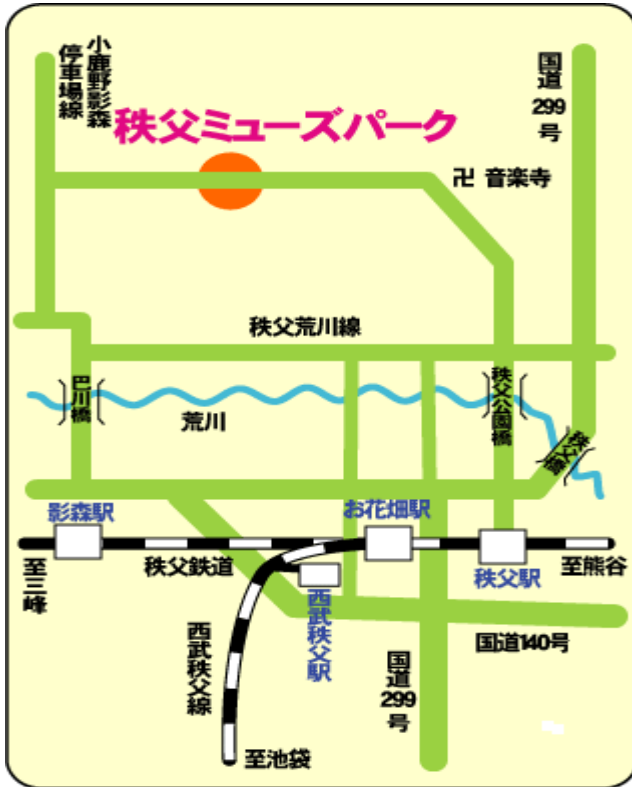 小鹿野影森
停車場線
国道
299
号
秩父ミューズパーク
卍 音楽寺
秩父荒川線
巴川橋
荒川
秩父公園橋
秩父橋
影森駅
お花畑駅
至三峰
秩父鉄道
西武秩父駅
秩父駅
至熊谷
西武秩父線
国道
299
号
国道140号
至池袋